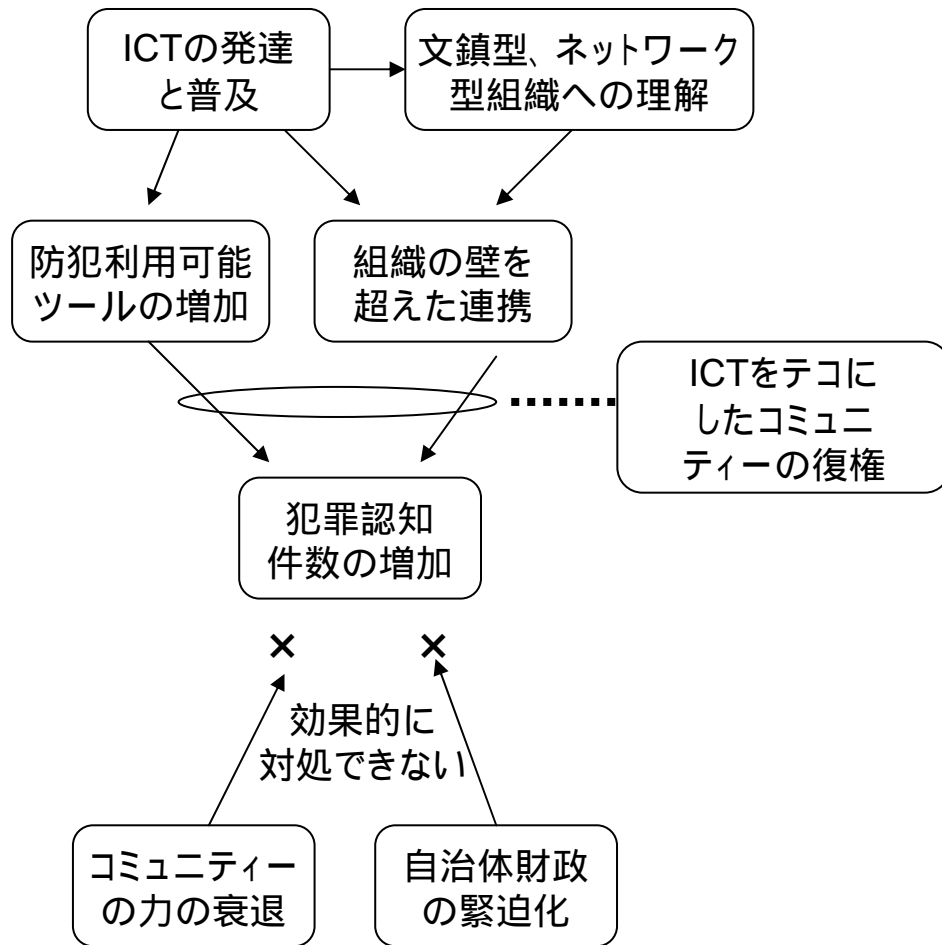 ICTの発達
と普及
文鎮型、ネットワーク
型組織への理解
防犯利用可能
ツールの増加
組織の壁を
超えた連携
ICTをテコに
したコミュニ
ティーの復権
犯罪認知
件数の増加
× ×
効果的に
対処できない
コミュニティー
の力の衰退
自治体財政
の緊迫化